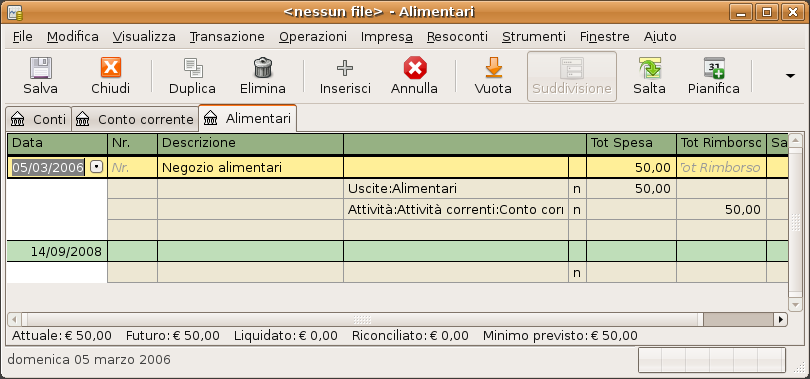 <nessun file> - Alimentari
File Modifica Visualizza Transazione Operazioni Impresa Resoconti Strumenti Finestre Aiuto
Salva Chiudi Duplica Elimina Inserisci Annulla Vuota Suddivisione Salta Pianifica
Conti Conto corrente Alimentari
Data Nr. Descrizione Tot Spesa Tot Rimborso Sa
05/03/2006 Nr. Negozio alimentari 50,00 Tot Rimborso
Uscite:Alimentari n 50,00
Attività:Attività correnti:Conto corr n 50,00
14/09/2008
n
Attuale: € 50,00 Futuro: € 50,00 Liquidato: € 0,00 Riconciliato: € 0,00 Minimo previsto: € 50,00
domenica 05 marzo 2006